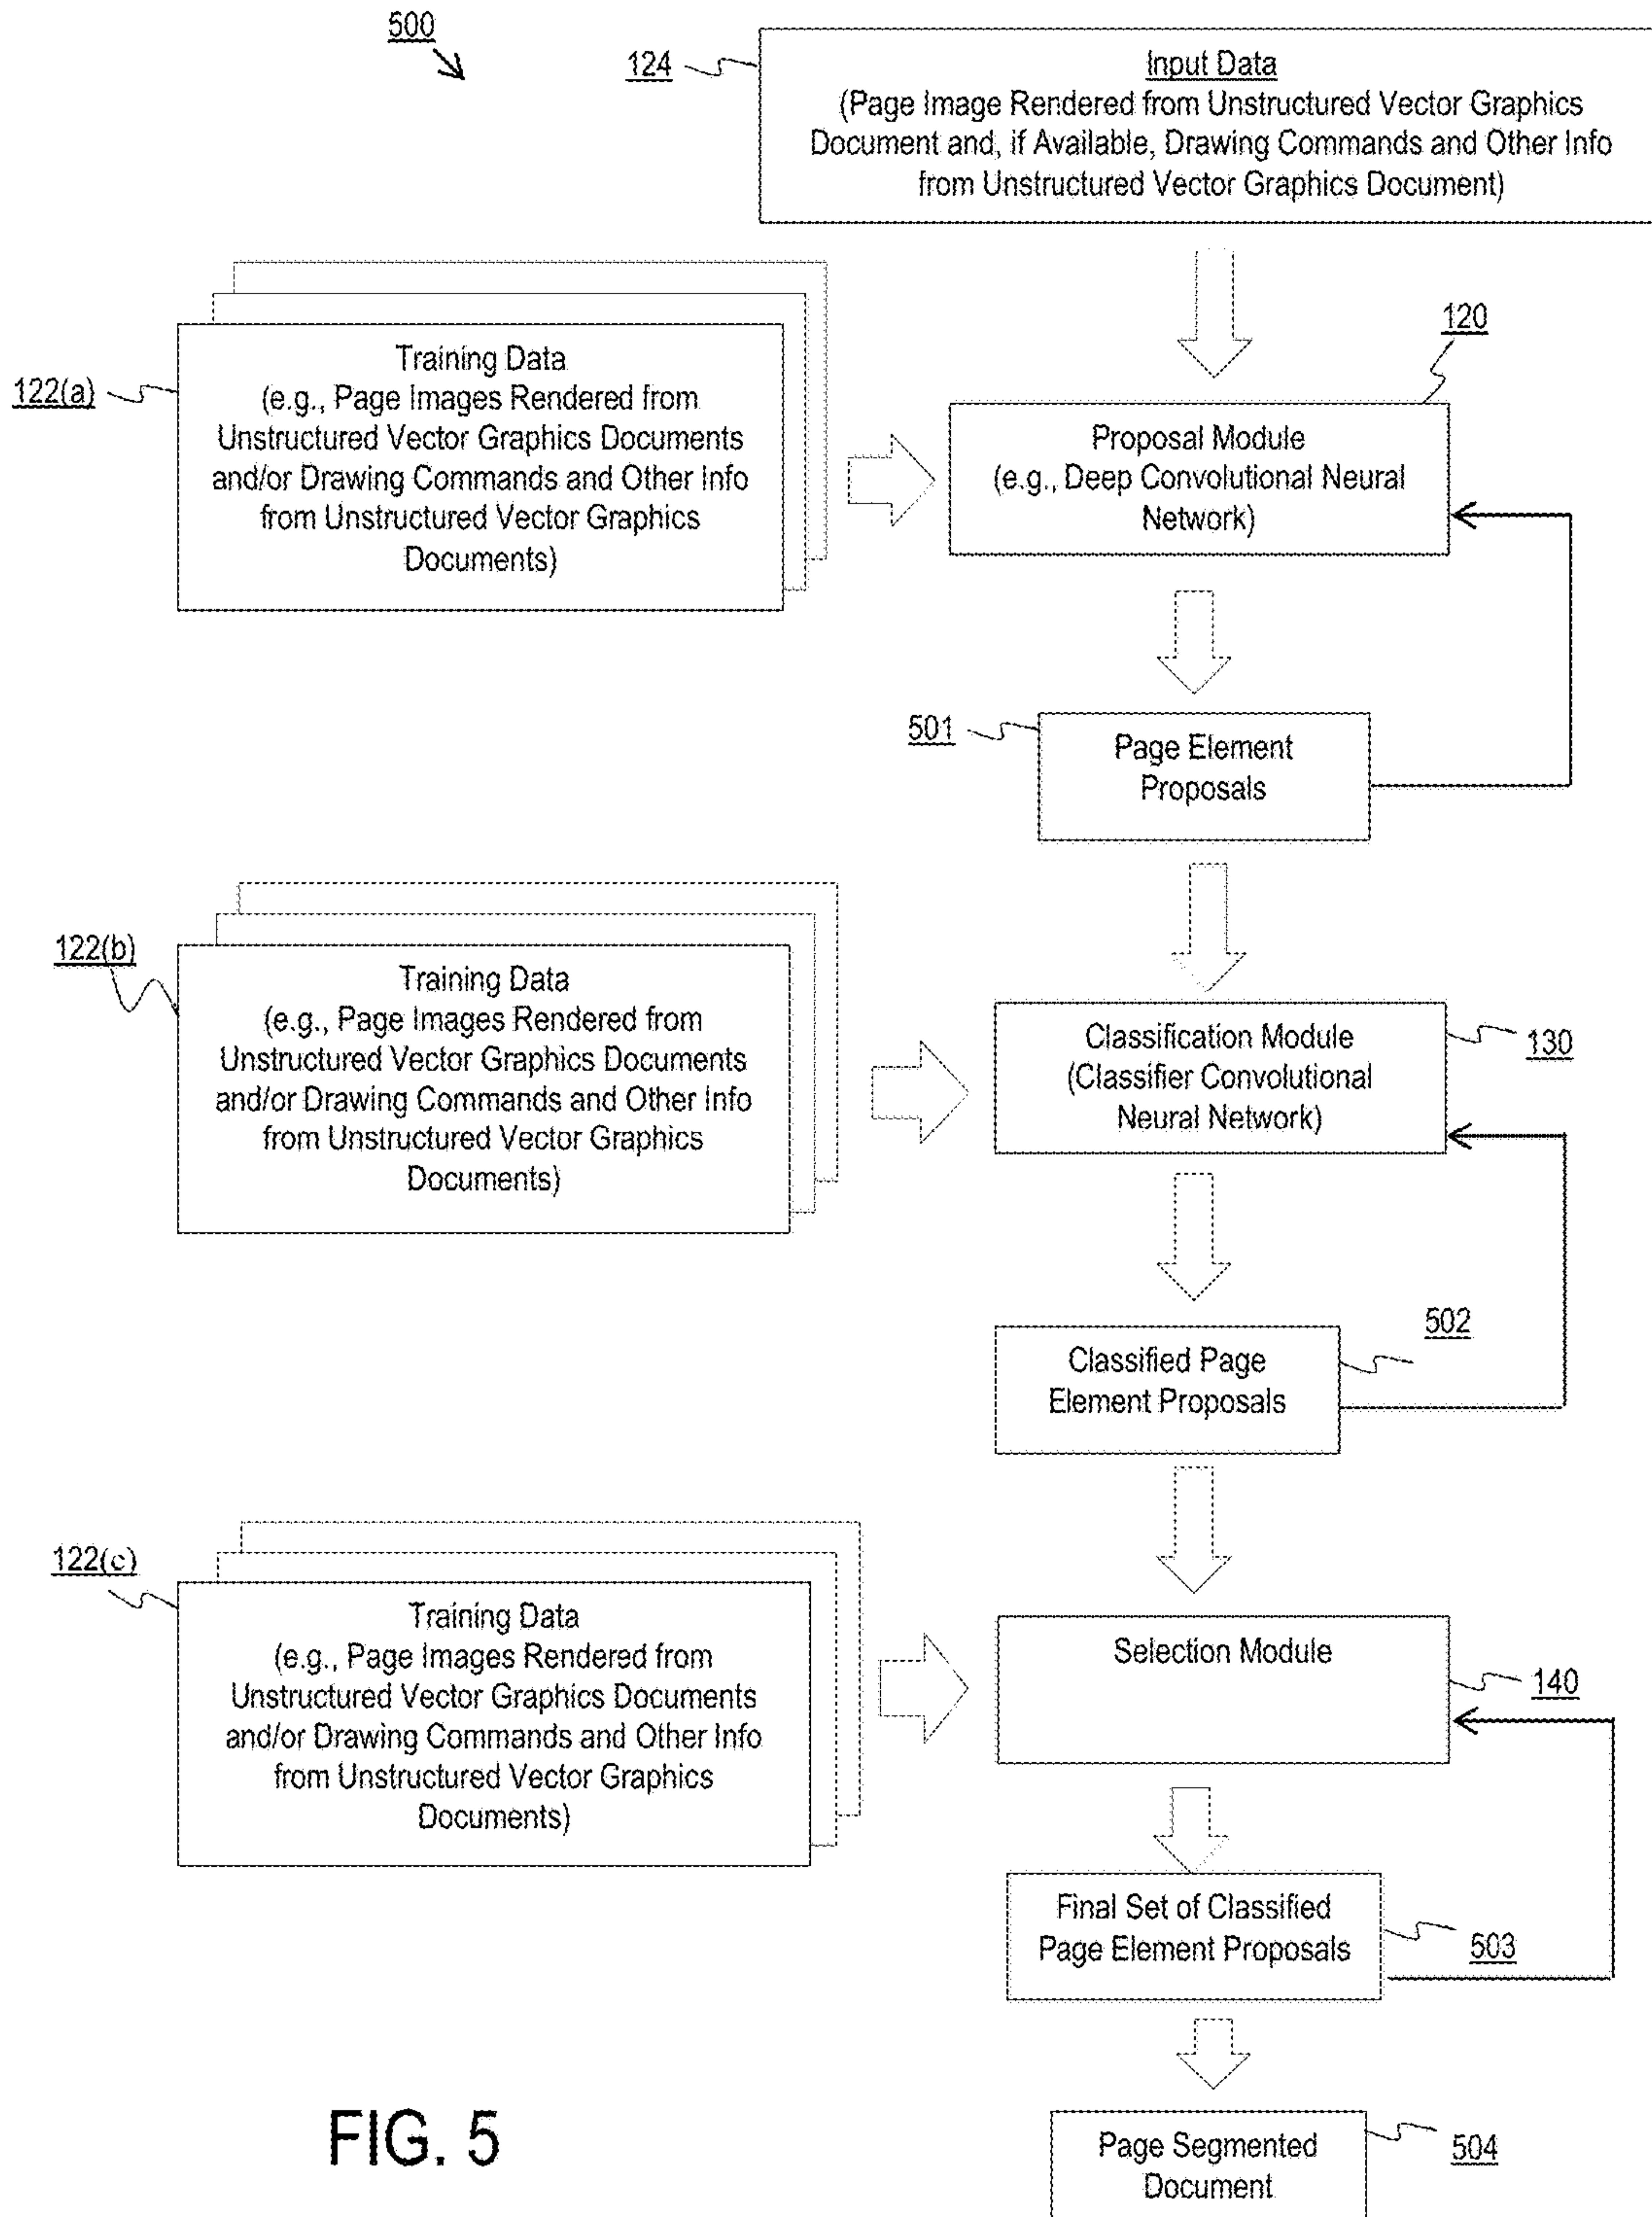 500
124
Input Data
(Page Image Rendered from Unstructured Vector Graphics
Document and, if Available, Drawing Commands and Other Info
from Unstructured Vector Graphics Document)
122(a)
Training Data
(e.g., Page Images Rendered from
Unstructured Vector Graphics Documents
and/or Drawing Commands and Other Info
from Unstructured Vector Graphics
Documents)
120
Proposal Module
(e.g., Deep Convolutional Neural
Network)
501
Page Element
Proposals
122(b)
Training Data
(e.g., Page Images Rendered from
Unstructured Vector Graphics Documents
and/or Drawing Commands and Other Info
from Unstructured Vector Graphics
Documents)
Classification Module
(Classifier Convolutional
Neural Network)
130
Classified Page
Element Proposals
502
122(c)
Training Data
(e.g., Page Images Rendered from
Unstructured Vector Graphics Documents
and/or Drawing Commands and Other Info
from Unstructured Vector Graphics
Documents)
Selection Module
140
Final Set of Classified
Page Element Proposals
503
Page Segmented
Document
504
FIG. 5